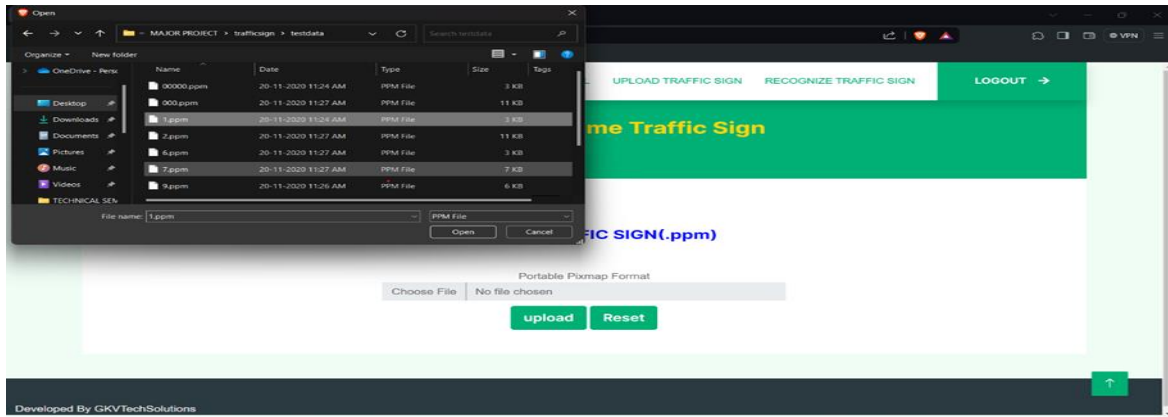 Open
MAJOR PROJECT > trafficsign > testdata
Search testdata
VPN
Organize
New folder
OneDrive - Persc
Desktop
Downloads
Documents
Pictures
Music
Videos
TECHNICAL SEM
Name Date Type Size Tags
00000.ppm 20-11-2020 11:24 AM PPM File 3 KB
000.ppm 20-11-2020 11:27 AM PPM File 11 KB
1.ppm 20-11-2020 11:24 AM PPM File 3 KB
2.ppm 20-11-2020 11:27 AM PPM File 11 KB
6.ppm 20-11-2020 11:27 AM PPM File 3 KB
7.ppm 20-11-2020 11:27 AM PPM File 7 KB
9.ppm 20-11-2020 11:26 AM PPM File 6 KB
File name: 1.ppm
PPM File
Open Cancel
UPLOAD TRAFFIC SIGN RECOGNIZE TRAFFIC SIGN LOGOUT →
me Traffic Sign
FIC SIGN(.ppm)
Portable Pixmap Format
Choose File No file chosen
upload Reset
Developed By GKVTechSolutions